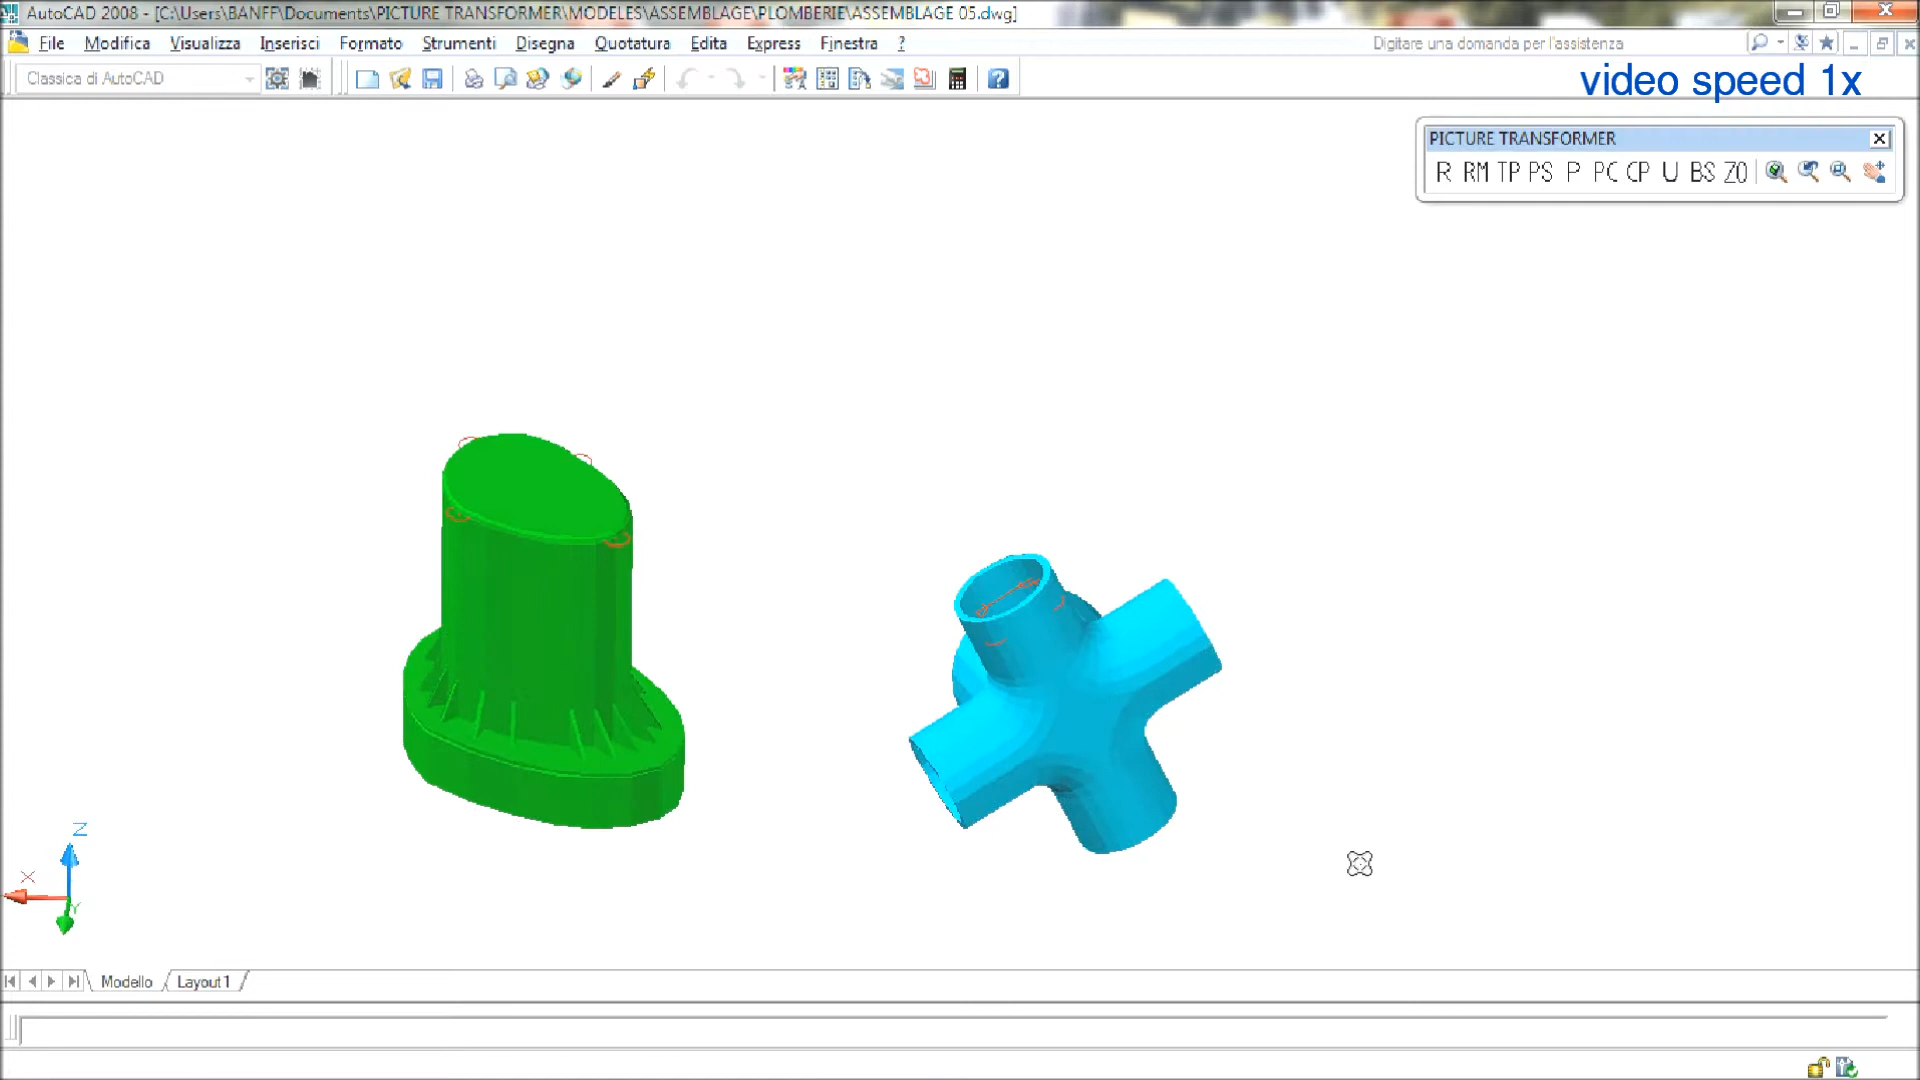 AutoCAD 2008 - [C:\Users\BANFF\Documents\PICTURE TRANSFORMER\MODELES\ASSEMBLAGE\PLOMBERIE\ASSEMBLAGE 05.dwg]
File Modifica Visualizza Inserisci Formato Strumenti Disegna Quotatura Edita Express Finestra ?
Digitare una domanda per l'assistenza
Classica di AutoCAD
video speed 1x
PICTURE TRANSFORMER
R RM TP PS P PC CP U BS ZO
Z
X
Y
Modello Layout1